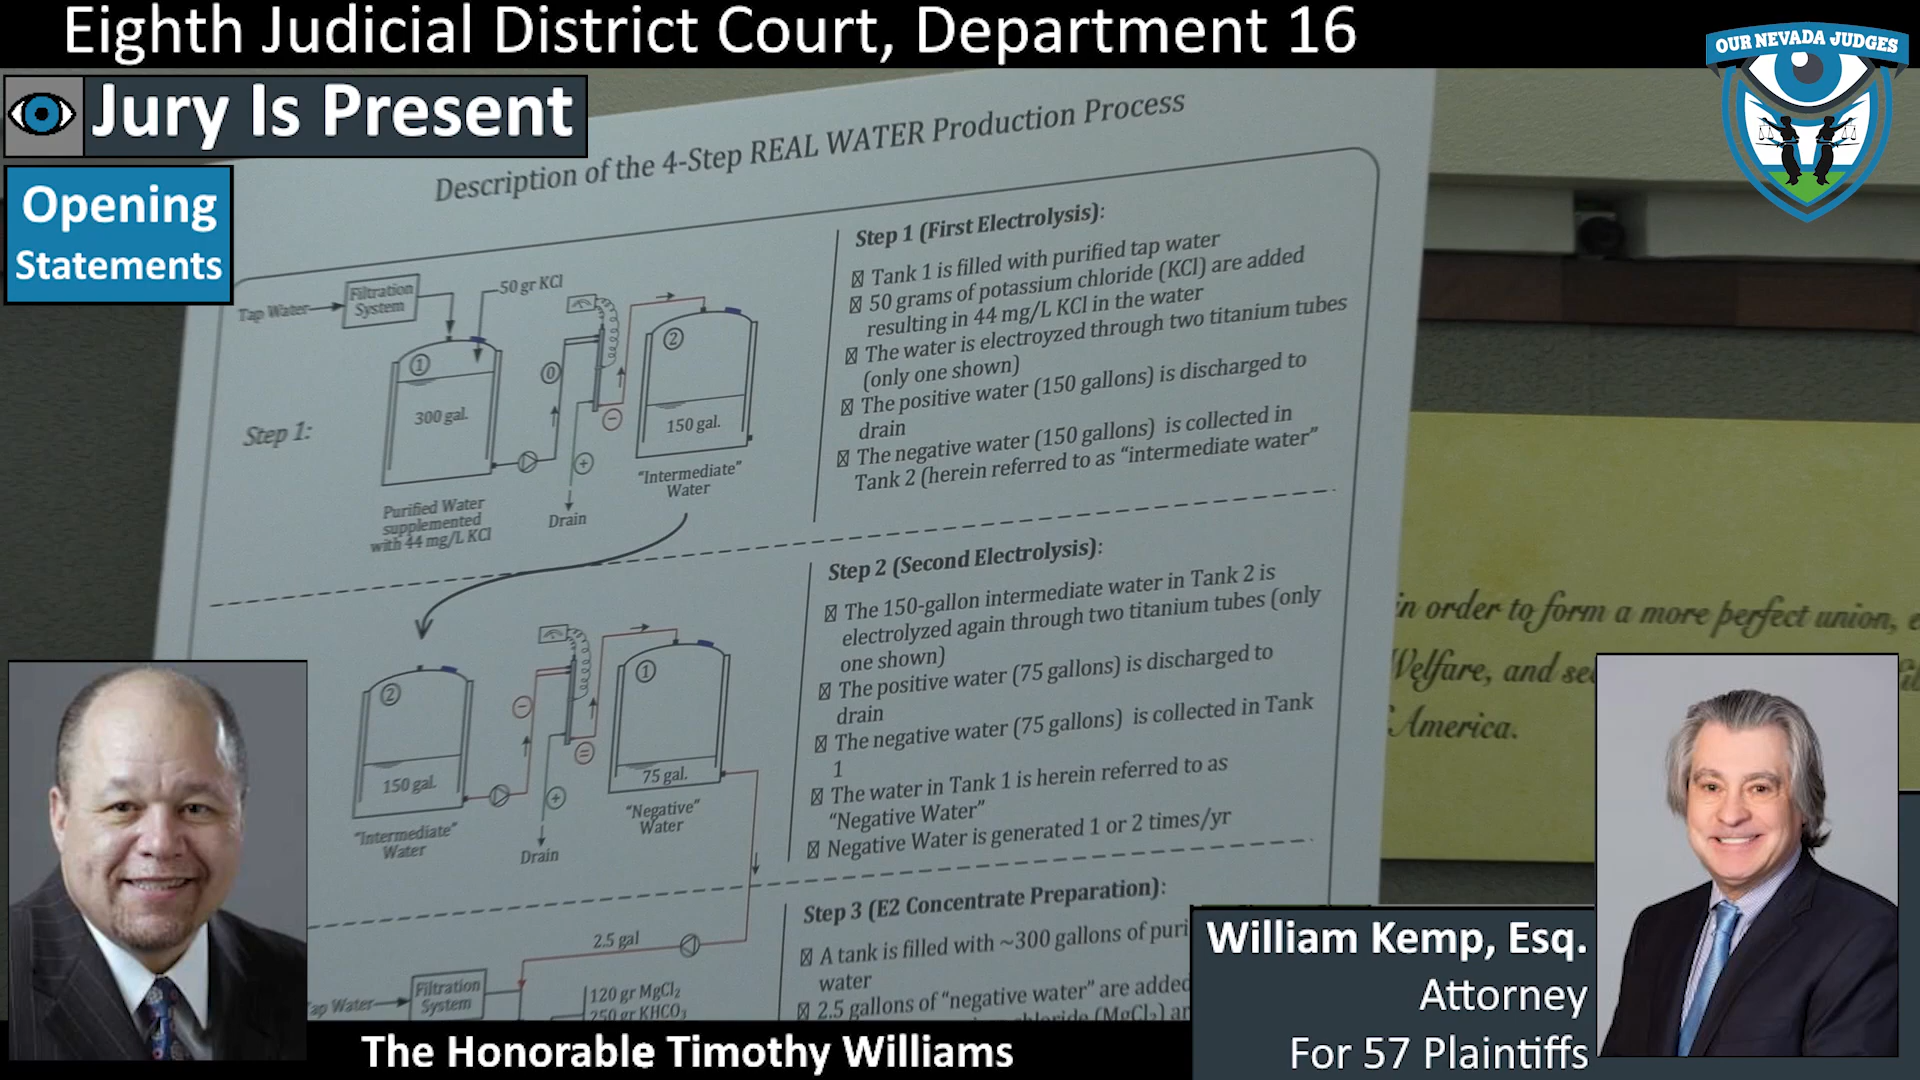 Eighth Judicial District Court, Department 16
OUR NEVADA JUDGES
Jury Is Present
Opening
Statements
Description of the 4-Step REAL WATER Production Process
Tap Water
Filtration
System
50 gr KCl
1
300 gal.
0
2
150 gal.
Step 1:
Purified Water
supplemented
with 44 mg/L KCl
Drain
"Intermediate"
Water
Step 1 (First Electrolysis):
Tank 1 is filled with purified tap water
50 grams of potassium chloride (KCl) are added
resulting in 44 mg/L KCl in the water
The water is electroyzed through two titanium tubes
(only one shown)
The positive water (150 gallons) is discharged to
drain
The negative water (150 gallons) is collected in
Tank 2 (herein referred to as "intermediate water"
2
150 gal.
1
75 gal.
"Intermediate"
Water
Drain
"Negative"
Water
Step 2 (Second Electrolysis):
The 150-gallon intermediate water in Tank 2 is
electrolyzed again through two titanium tubes (only
one shown)
The positive water (75 gallons) is discharged to
drain
The negative water (75 gallons) is collected in Tank
1
The water in Tank 1 is herein referred to as
"Negative Water"
Negative Water is generated 1 or 2 times/yr
2.5 gal
Filtration
System
Water
120 gr MgCl2
250 gr KHCO3
Step 3 (E2 Concentrate Preparation):
A tank is filled with ~300 gallons of puri
water
2.5 gallons of "negative water" are added
(MgCl2)
in order to form a more perfect union,
Welfare, and
America.
William Kemp, Esq.
Attorney
For 57 Plaintiffs
The Honorable Timothy Williams